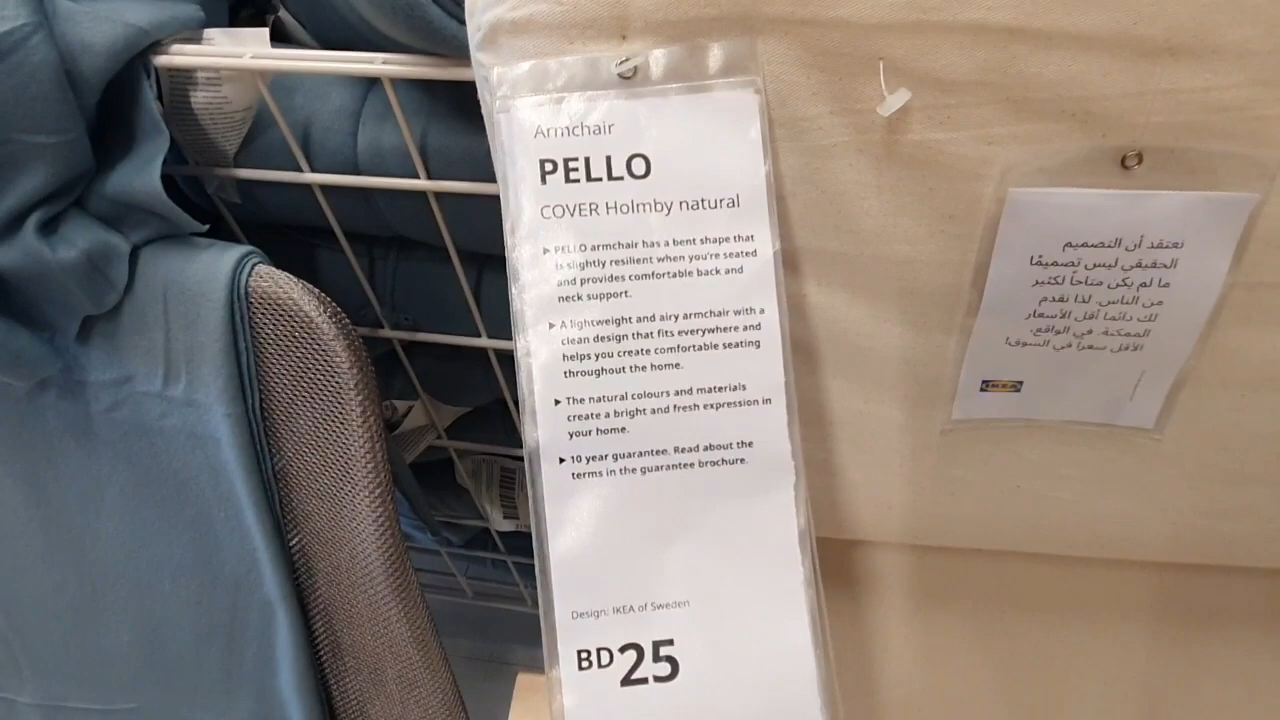 Armchair
PELLO
COVER Holmby natural
▶ PELLO armchair has a bent shape that
is slightly resilient when you're seated
and provides comfortable back and
neck support.
▶ A lightweight and airy armchair with a
clean design that fits everywhere and
helps you create comfortable seating
throughout the home.
▶ The natural colours and materials
create a bright and fresh expression in
your home.
▶ 10 year guarantee. Read about the
terms in the guarantee brochure.
Design: IKEA of Sweden
BD25
نعتقد أن التصميم
الحقيقي ليس تصميمًا
ما لم يكن متاحاً لكثير
من الناس. لذا نقدم
لك دائما أقل الأسعار
الممكنة. في الواقع،
الأقل سعرا في السوق!
IKEA